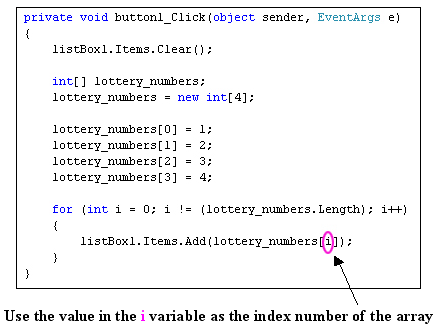 private void button1_Click(object sender, EventArgs e)
{
    listBox1.Items.Clear();

    int[] lottery_numbers;
    lottery_numbers = new int[4];

    lottery_numbers[0] = 1;
    lottery_numbers[1] = 2;
    lottery_numbers[2] = 3;
    lottery_numbers[3] = 4;

    for (int i = 0; i != (lottery_numbers.Length); i++)
    {
        listBox1.Items.Add(lottery_numbers[i]);
    }
}
Use the value in the i variable as the index number of the array